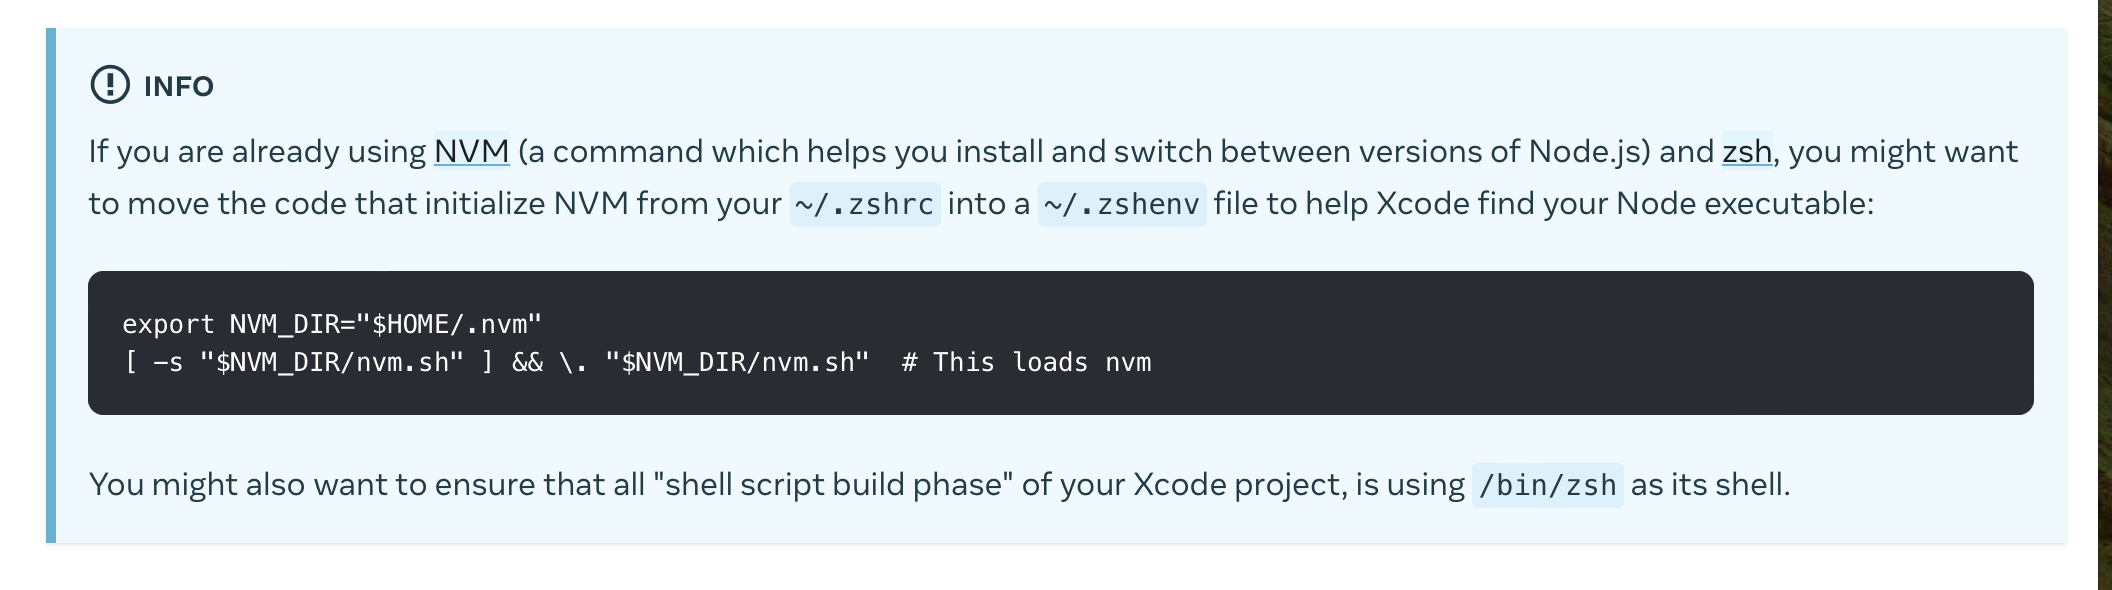 INFO
If you are already using NVM (a command which helps you install and switch between versions of Node.js) and zsh, you might want
to move the code that initialize NVM from your ~/.zshrc into a ~/.zshenv file to help Xcode find your Node executable:
export NVM_DIR="$HOME/.nvm"
[ -s "$NVM_DIR/nvm.sh" ] && \. "$NVM_DIR/nvm.sh"  # This loads nvm
You might also want to ensure that all "shell script build phase" of your Xcode project, is using /bin/zsh as its shell.